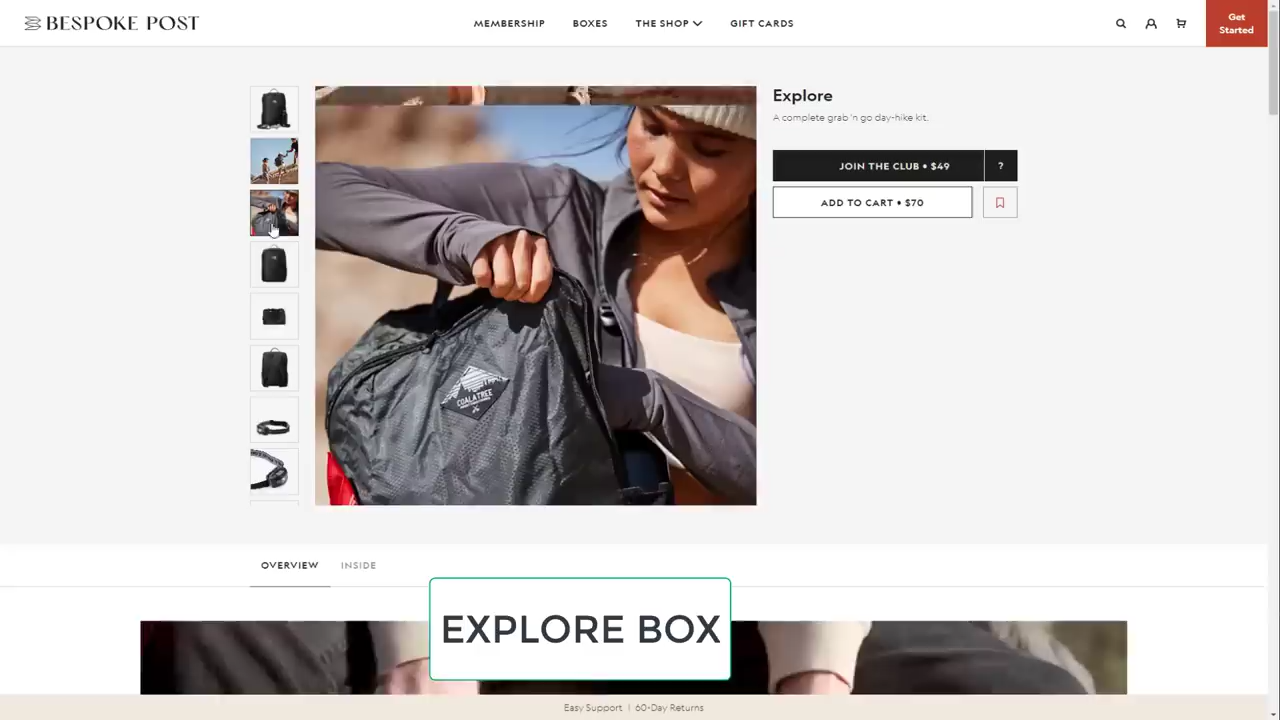 BESPOKE POST
MEMBERSHIP
BOXES
THE SHOP
GIFT CARDS
Get
Started
Explore
A complete grab 'n go day-hike kit.
JOIN THE CLUB • $49
?
ADD TO CART • $70
COALATREE
OVERVIEW
INSIDE
EXPLORE BOX
Easy Support | 60-Day Returns